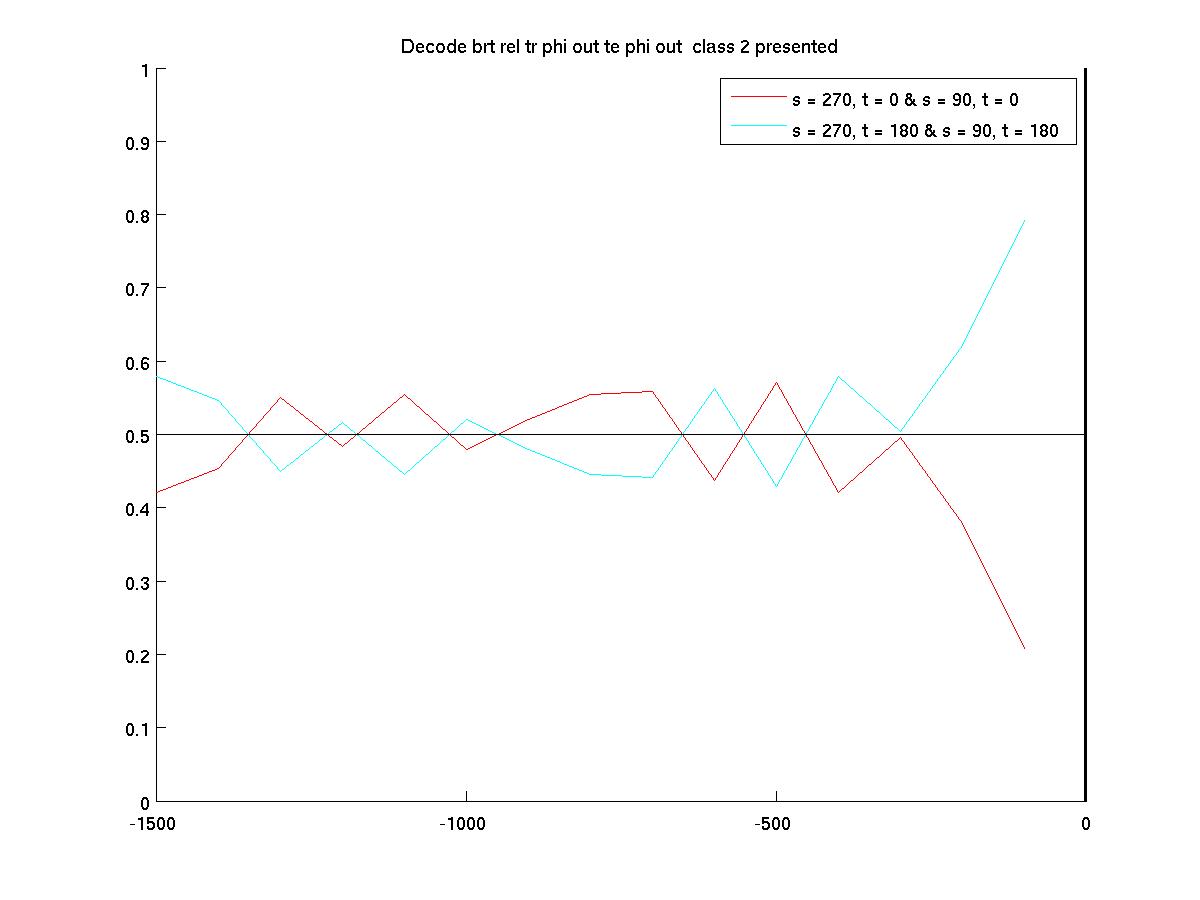 Decode brt rel tr phi out te phi out  class 2 presented
s = 270, t = 0 & s = 90, t = 0
s = 270, t = 180 & s = 90, t = 180
1
0.9
0.8
0.7
0.6
0.5
0.4
0.3
0.2
0.1
0
-1500 -1000 -500 0